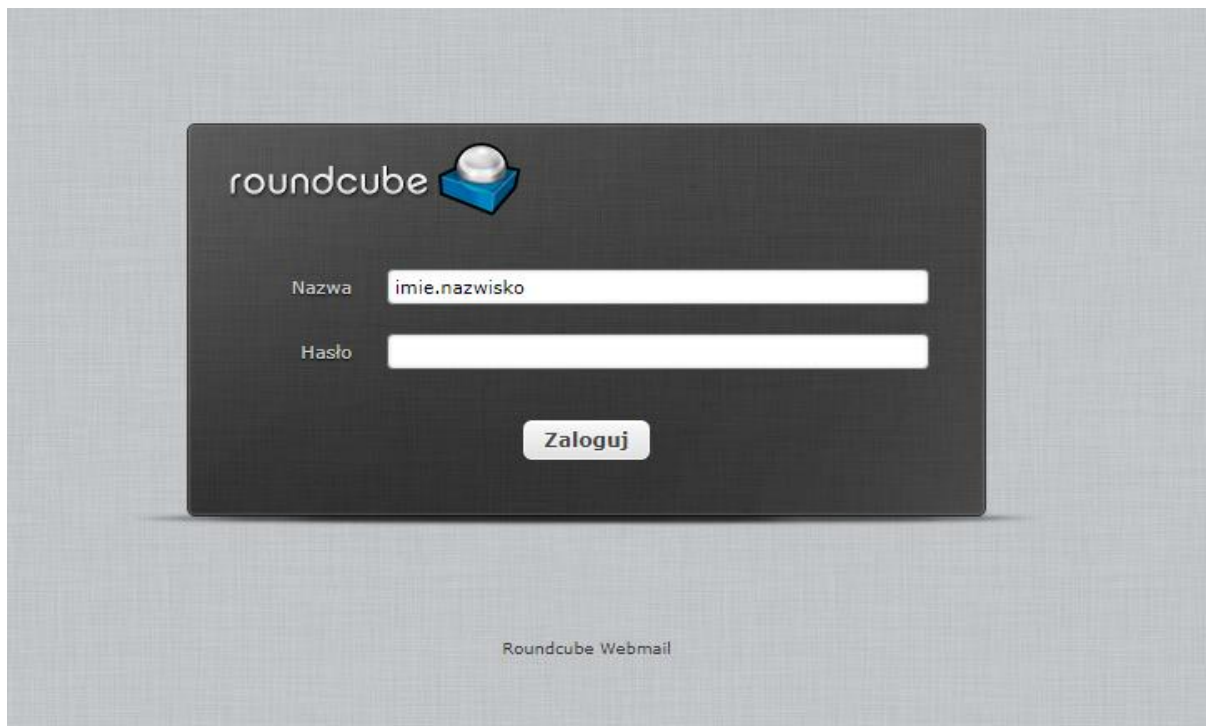 roundcube
Nazwa imie.nazwisko
Hasło
Zaloguj
Roundcube Webmail